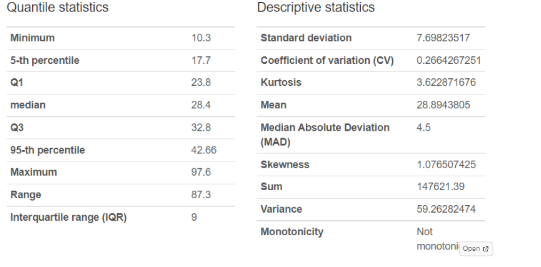 Quantile statistics
Minimum 10.3
5-th percentile 17.7
Q1 23.8
median 28.4
Q3 32.8
95-th percentile 42.66
Maximum 97.6
Range 87.3
Interquartile range (IQR) 9
Descriptive statistics
Standard deviation 7.69823517
Coefficient of variation (CV) 0.2664267251
Kurtosis 3.622871676
Mean 28.8943805
Median Absolute Deviation 4.5
(MAD)
Skewness 1.076507425
Sum 147621.39
Variance 59.26282474
Monotonicity Not
Open